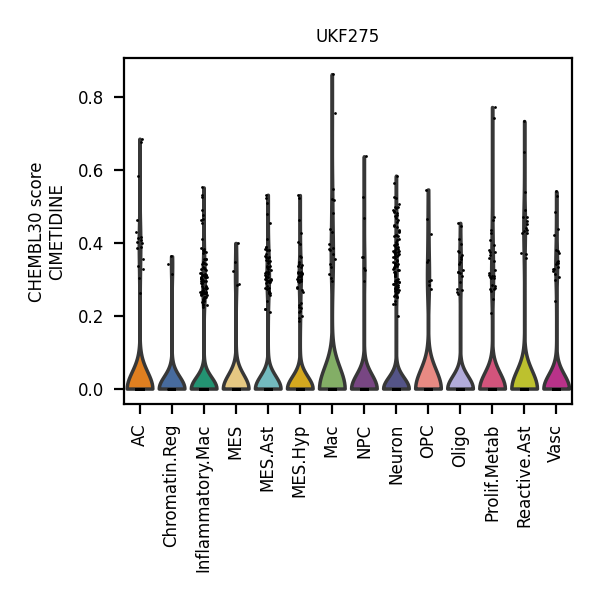 UKF275
CHEMBL30 score
CIMETIDINE
0.8
0.6
0.4
0.2
0.0
AC
Chromatin.Reg
Inflammatory.Mac
MES
MES.Ast
MES.Hyp
Mac
NPC
Neuron
OPC
Oligo
Prolif.Metab
Reactive.Ast
Vasc